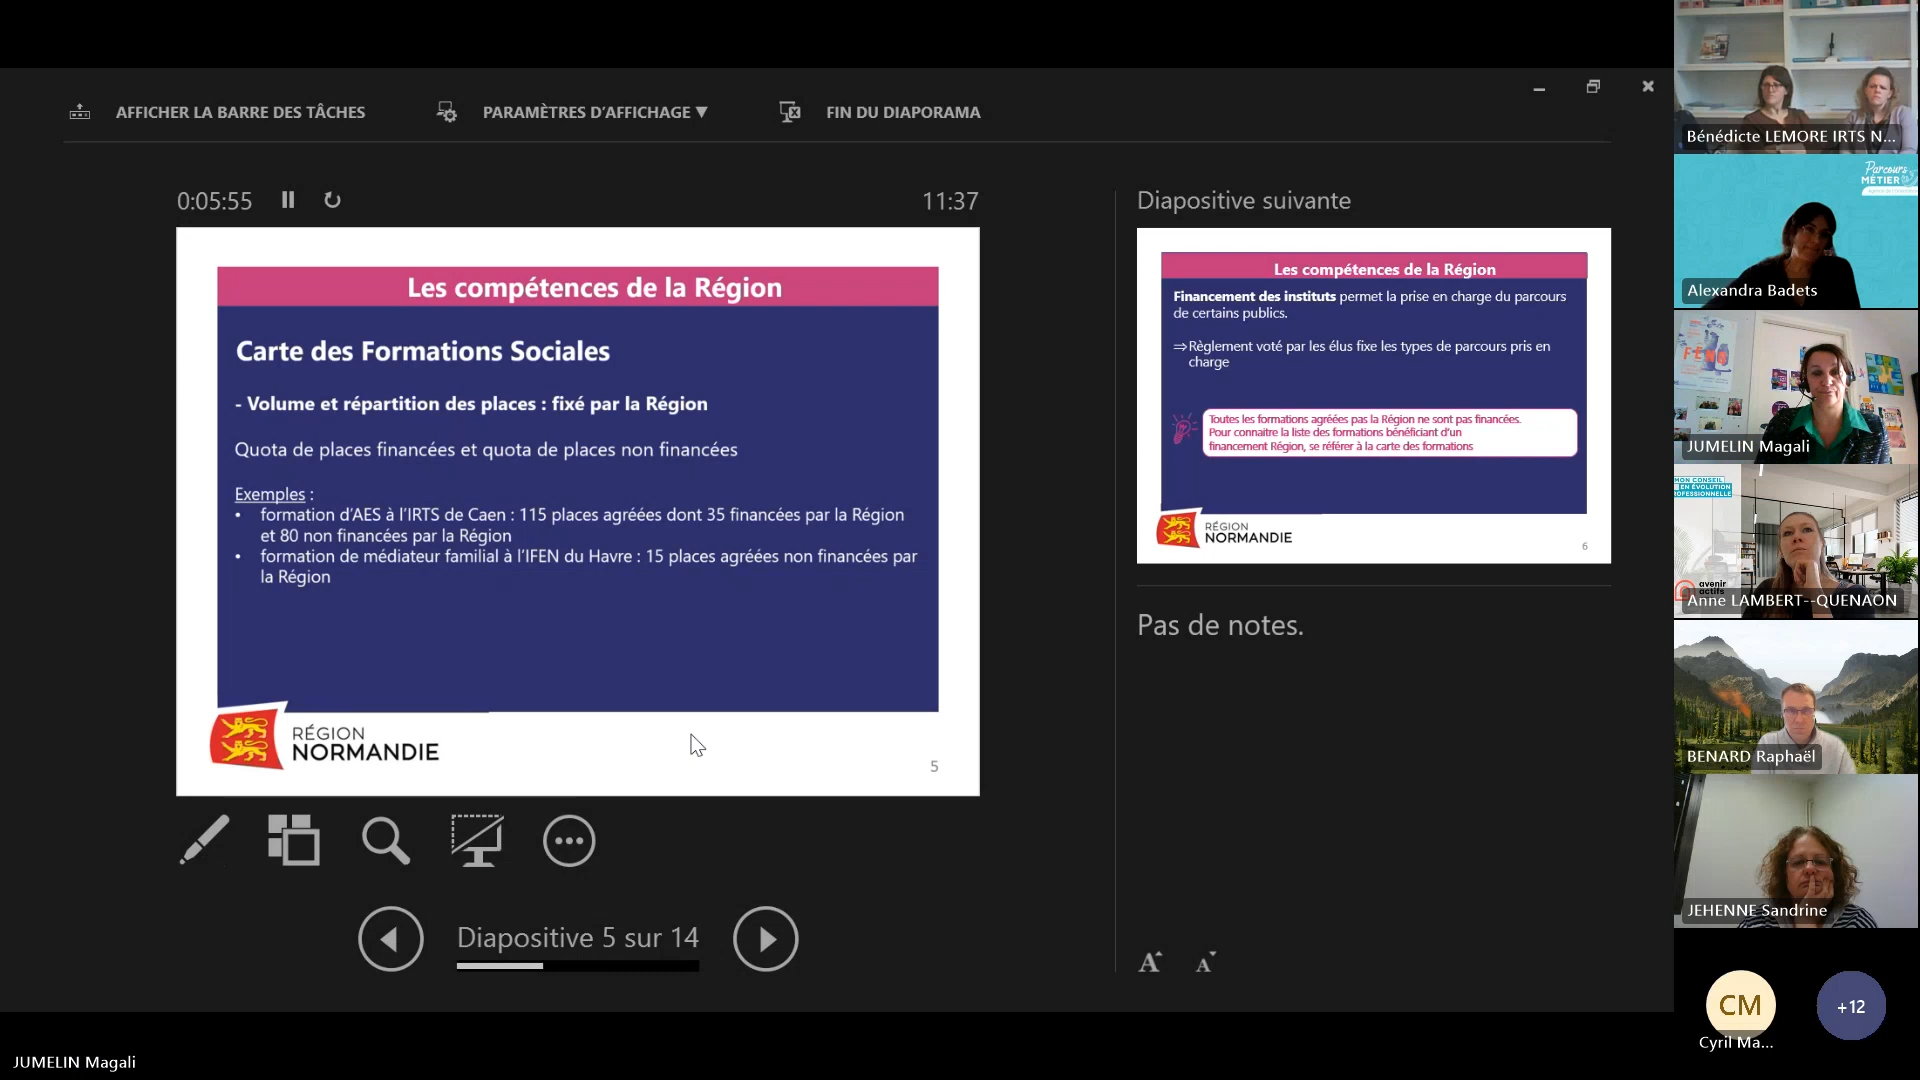 AFFICHER LA BARRE DES TÂCHES
PARAMÈTRES D'AFFICHAGE ▼
FIN DU DIAPORAMA
0:05:55
11:37
Les compétences de la Région
Carte des Formations Sociales
- Volume et répartition des places : fixé par la Région
Quota de places financées et quota de places non financées
Exemples :
• formation d'AES à l'IRTS de Caen : 115 places agréées dont 35 financées par la Région
et 80 non financées par la Région
• formation de médiateur familial à l'IFEN du Havre : 15 places agréées non financées par
la Région
RÉGION
NORMANDIE
5
Diapositive 5 sur 14
Diapositive suivante
Les compétences de la Région
Financement des instituts permet la prise en charge du parcours
de certains publics.
⇒Règlement voté par les élus fixe les types de parcours pris en
charge
Toutes les formations agréées pas la Région ne sont pas financées.
Pour connaitre la liste des formations bénéficiant d'un
financement Région, se référer à la carte des formations
RÉGION
NORMANDIE
6
Pas de notes.
A A
Bénédicte LEMORE IRTS N...
Parcours
MÉTIER
Alexandra Badets
JUMELIN Magali
MON CONSEIL
EN ÉVOLUTION
PROFESSIONNELLE
avenir
actifs
Anne LAMBERT--QUENAON
BENARD Raphaël
JEHENNE Sandrine
CM
+12
Cyril Ma...
JUMELIN Magali